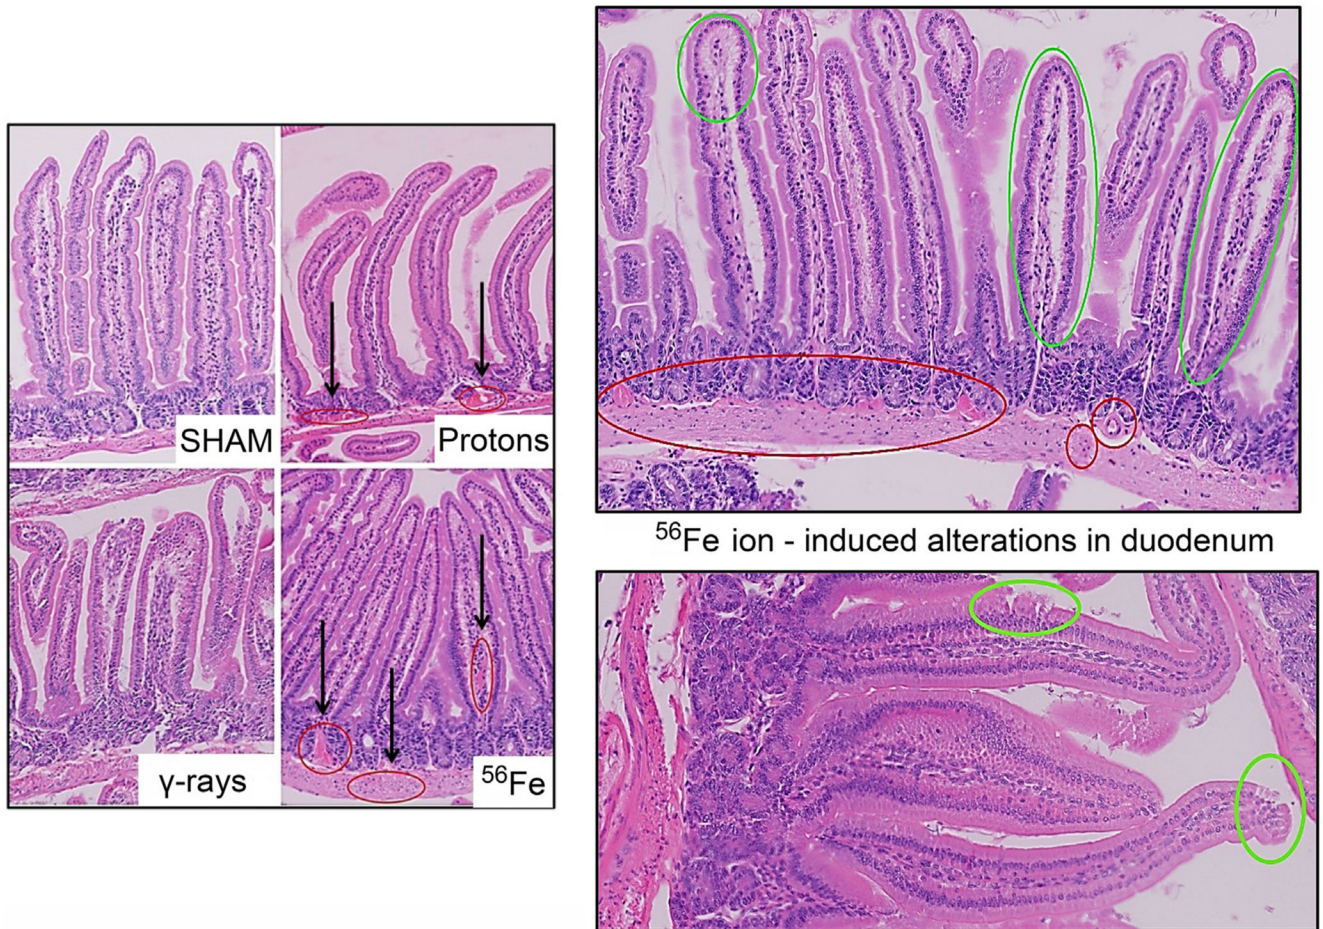 SHAM
Protons
γ-rays
⁵⁶Fe
⁵⁶Fe ion - induced alterations in duodenum